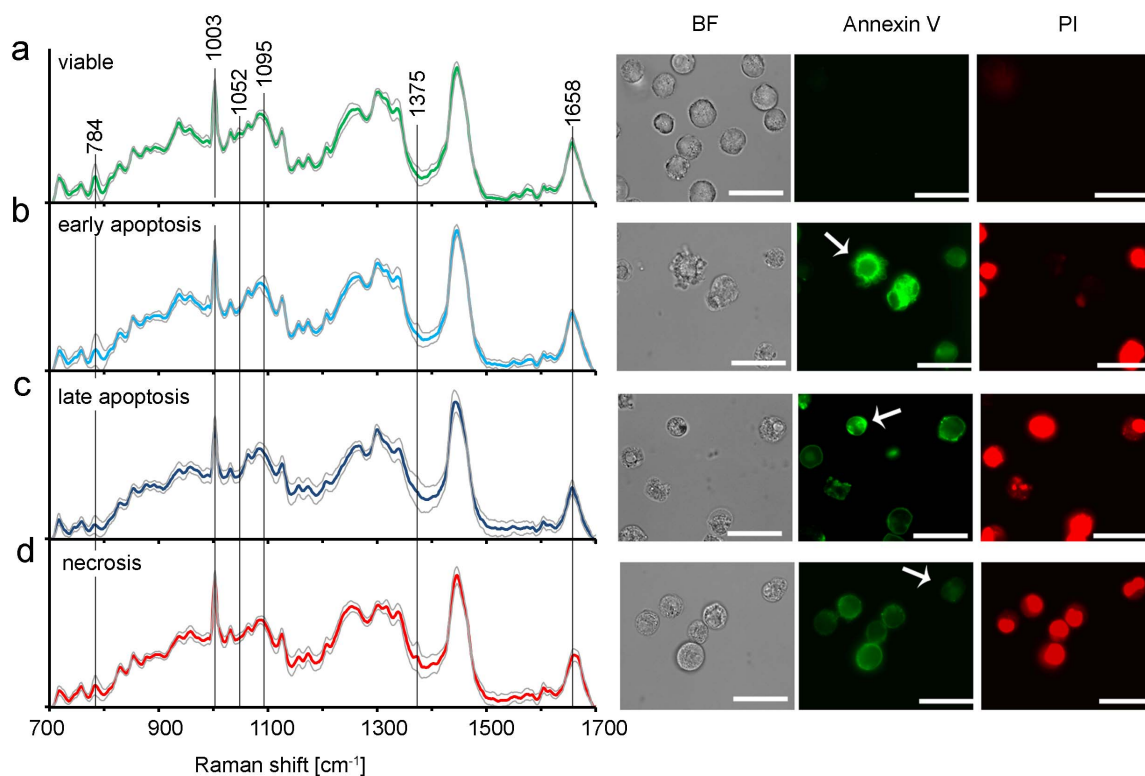 BF Annexin V PI
a
viable
784
1003
1052
1095
1375
1658
b
early apoptosis
c
late apoptosis
d
necrosis
700 900 1100 1300 1500 1700
Raman shift [cm⁻¹]